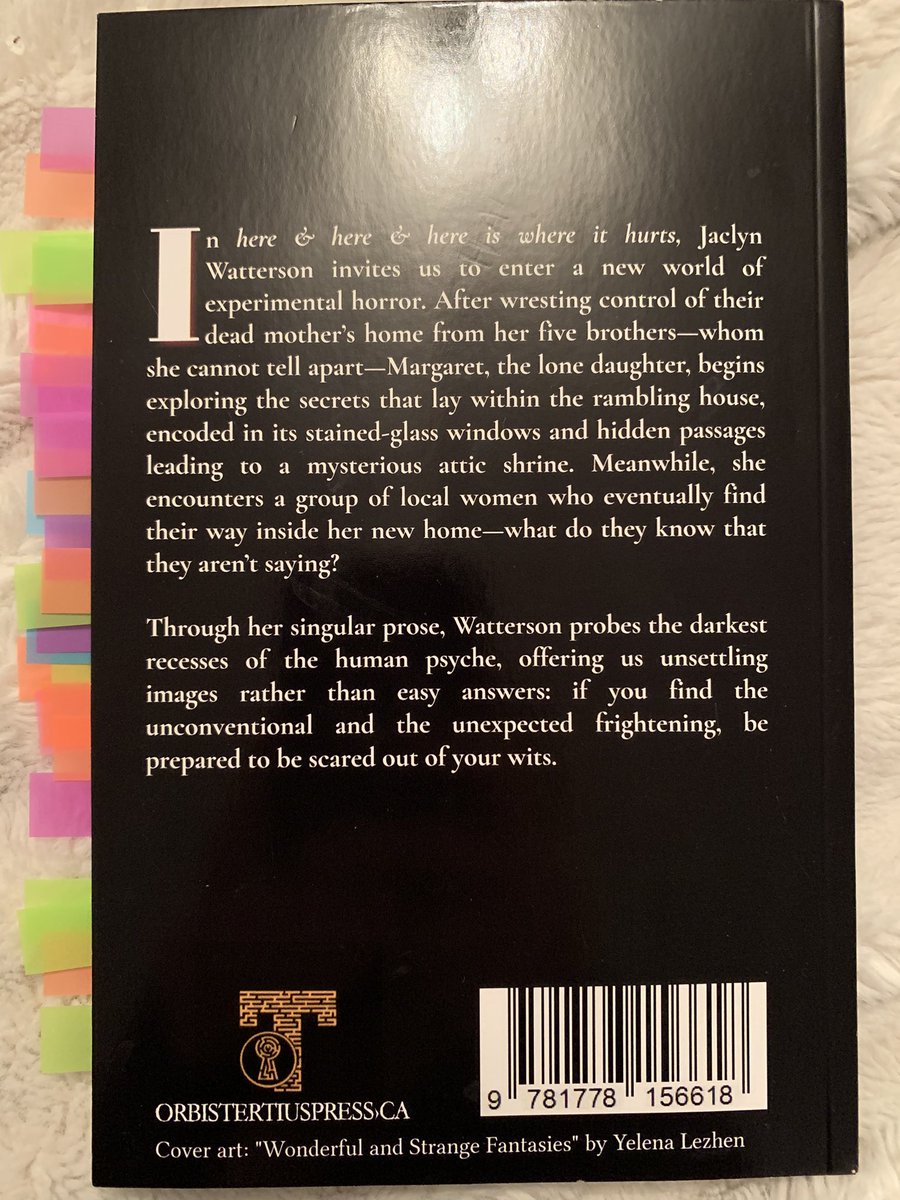 In here & here & here is where it hurts, Jaclyn
Watterson invites us to enter a new world of
experimental horror. After wresting control of their
dead mother's home from her five brothers—whom
she cannot tell apart—Margaret, the lone daughter, begins
exploring the secrets that lay within the rambling house,
encoded in its stained-glass windows and hidden passages
leading to a mysterious attic shrine. Meanwhile, she
encounters a group of local women who eventually find
their way inside her new home—what do they know that
they aren't saying?
Through her singular prose, Watterson probes the darkest
recesses of the human psyche, offering us unsettling
images rather than easy answers: if you find the
unconventional and the unexpected frightening, be
prepared to be scared out of your wits.
ORBISTERTIUSPRESS›CA
9 781778 156618
Cover art: "Wonderful and Strange Fantasies" by Yelena Lezhen